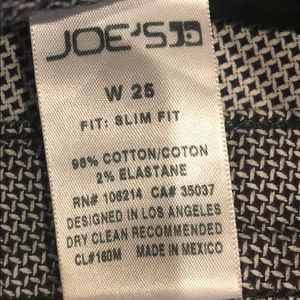 JOE'S
W 25
FIT: SLIM FIT
98% COTTON/COTON
2% ELASTANE
RN# 106214 CA# 35037
DESIGNED IN LOS ANGELES
DRY CLEAN RECOMMENDED
CL#160M MADE IN MEXICO